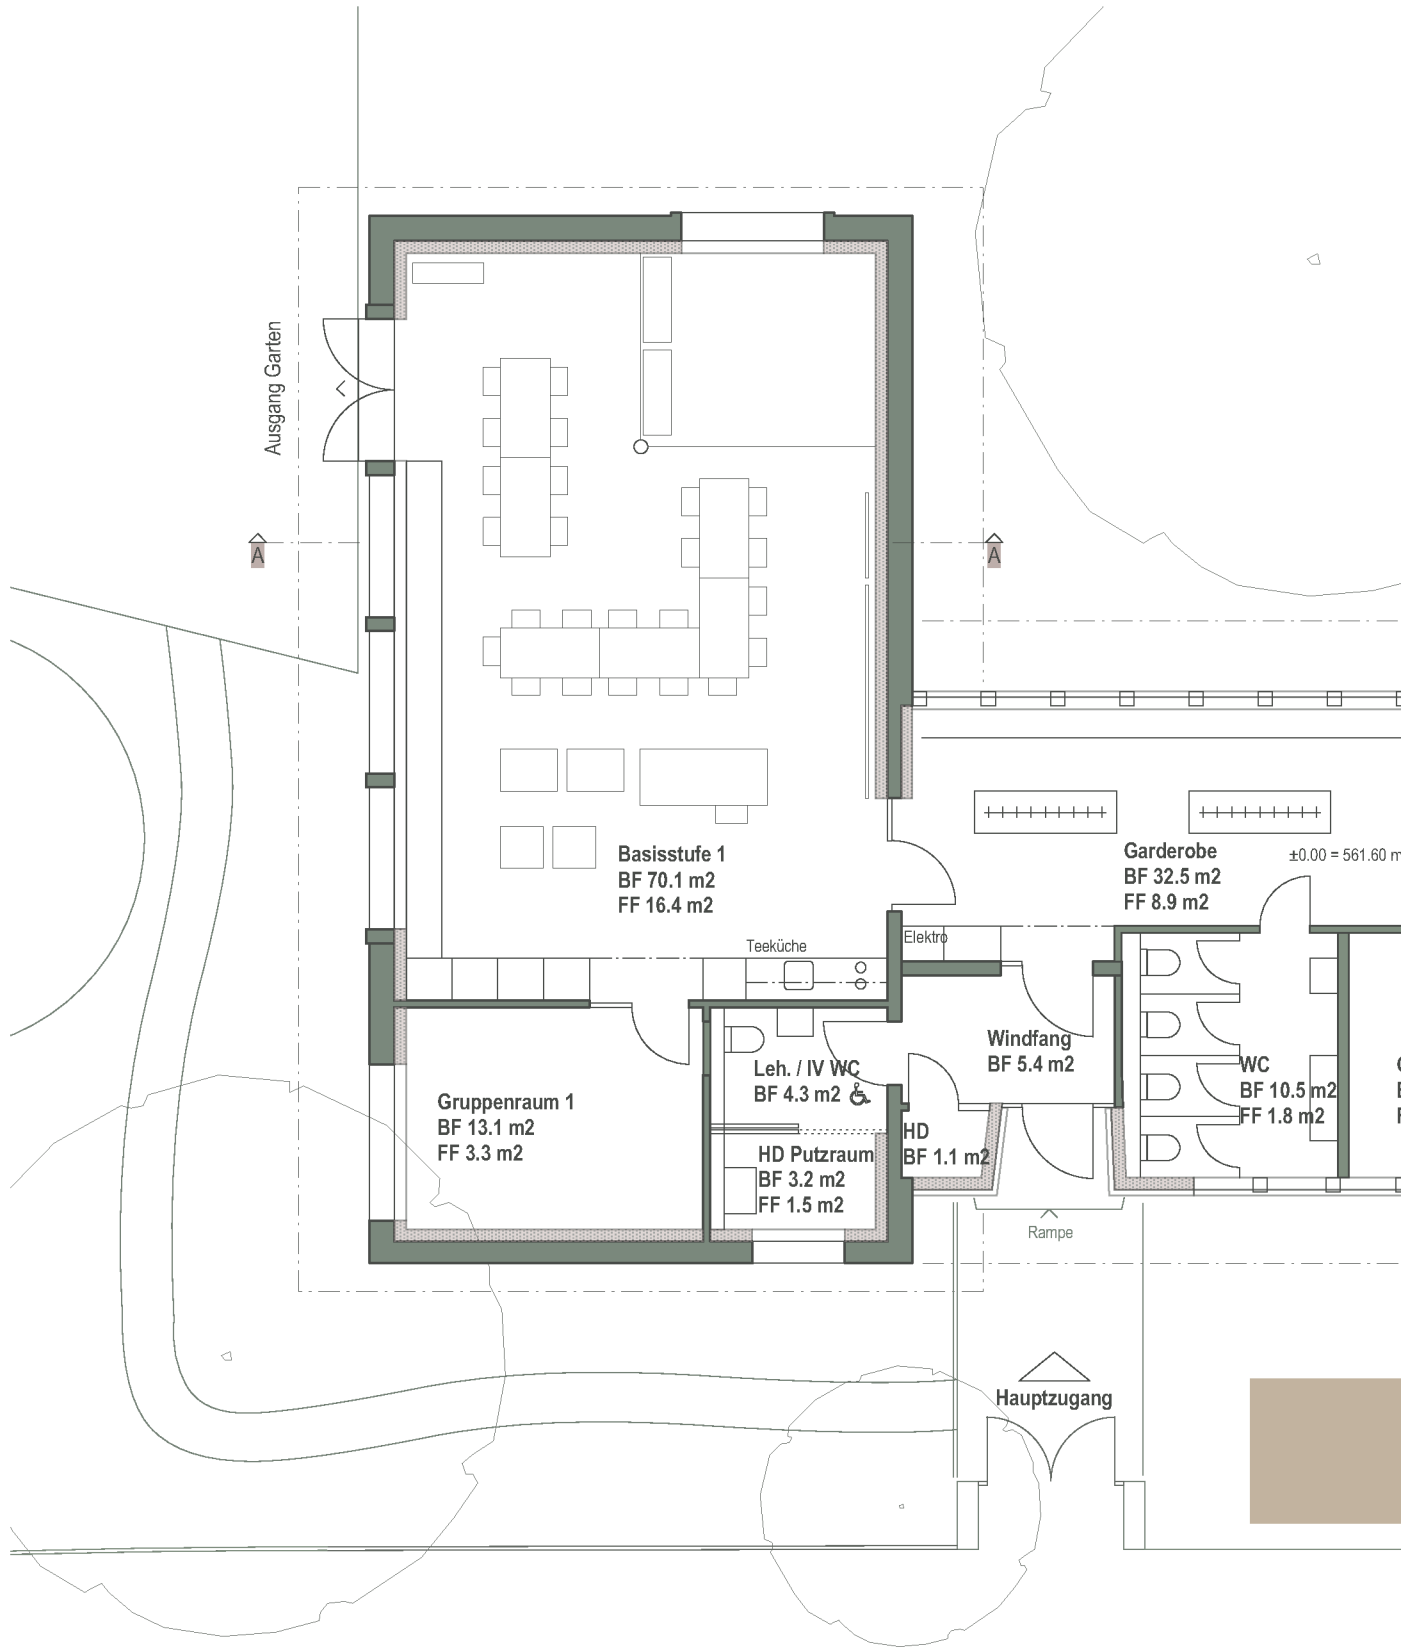 Ausgang Garten
A
A
Basisstufe 1
BF 70.1 m2
FF 16.4 m2
Garderobe
BF 32.5 m2
FF 8.9 m2
±0.00 = 561.60 m
Teeküche
Elektro
Windfang
BF 5.4 m2
Leh. / IV WC
BF 4.3 m2
WC
BF 10.5 m2
FF 1.8 m2
Gruppenraum 1
BF 13.1 m2
FF 3.3 m2
HD
BF 1.1 m2
HD Putzraum
BF 3.2 m2
FF 1.5 m2
Rampe
Hauptzugang